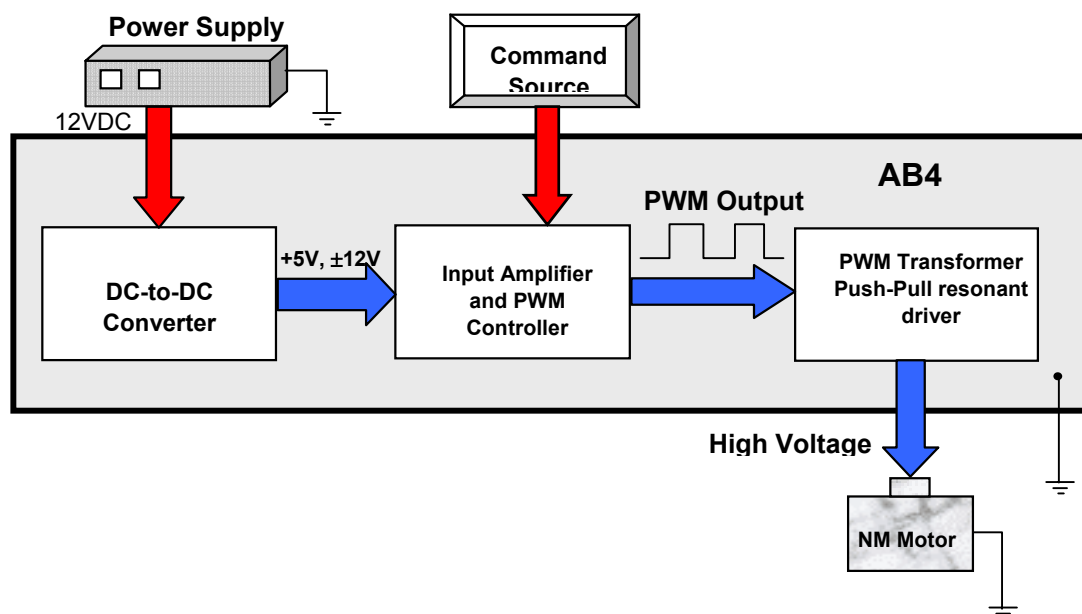 Power Supply
Command
Source
12VDC
AB4
PWM Output
+5V, ±12V
DC-to-DC
Converter
Input Amplifier
and PWM
Controller
PWM Transformer
Push-Pull resonant
driver
High Voltage
NM Motor